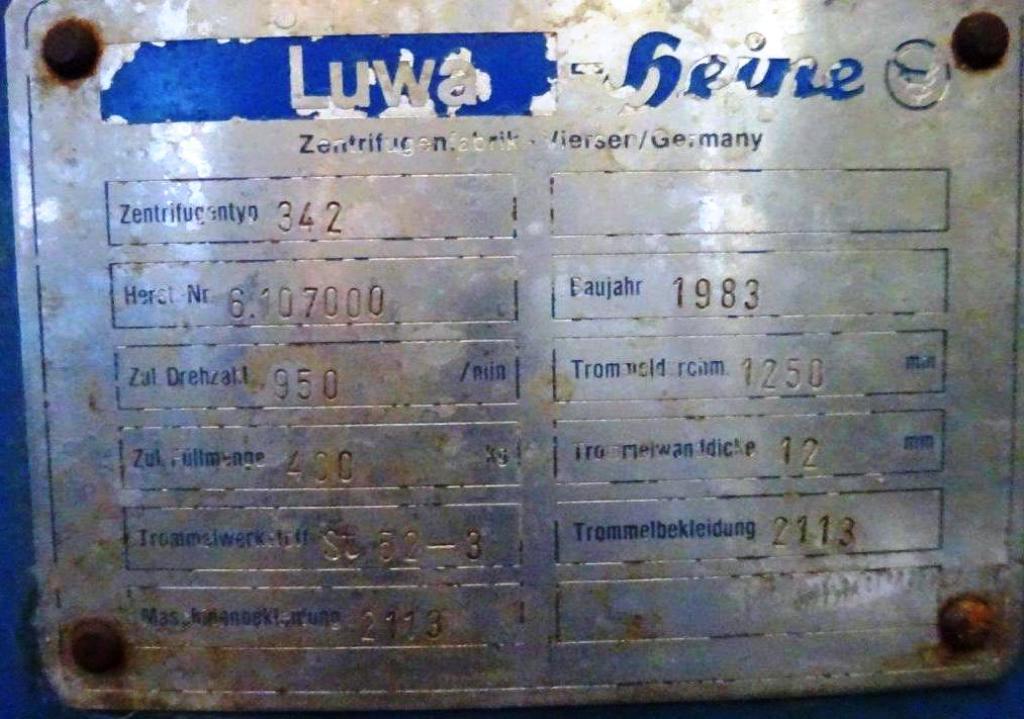 Luwa - Heine
Zentrifugenfabrik - Viersen/Germany
Zentrifugentyp 342
Herst. Nr. 6.107000
Baujahr 1983
Zul. Drehzahl 950 /min
Trommeldurchm. 1250 mm
Zul. Füllmenge 400 kg
Trommelwanddicke 12 mm
Trommelwerkstoff St 52-3
Trommelbekleidung 2113
Maschinenbekleidung 2113